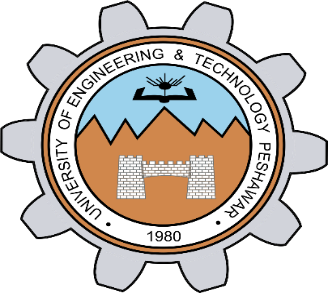 UNIVERSITY OF ENGINEERING & TECHNOLOGY PESHAWAR.
1980